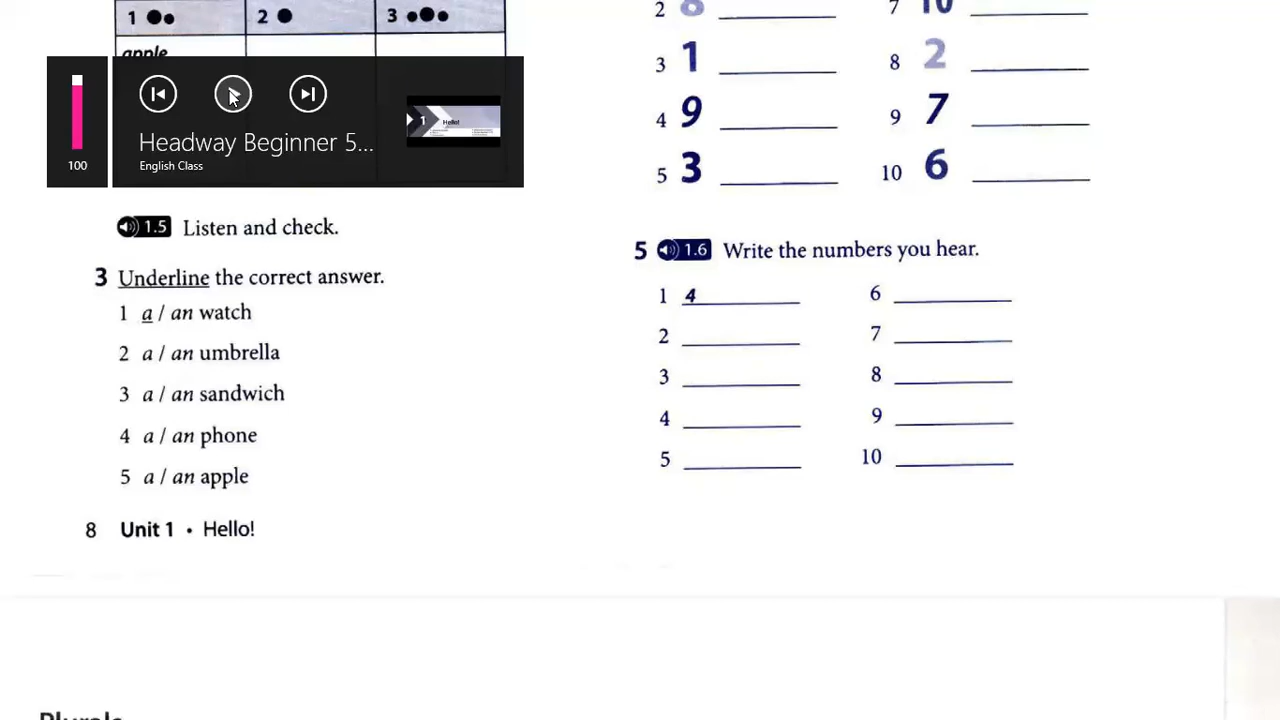 1
2
3
apple
100
Headway Beginner 5...
English Class
1 Hello!
1.5 Listen and check.
3 Underline the correct answer.
1 a / an watch
2 a / an umbrella
3 a / an sandwich
4 a / an phone
5 a / an apple
8 Unit 1 • Hello!
2 8
3 1
4 9
5 3
7 10
8 2
9 7
10 6
5 1.6 Write the numbers you hear.
1 4
2
3
4
5
6
7
8
9
10
Plurals